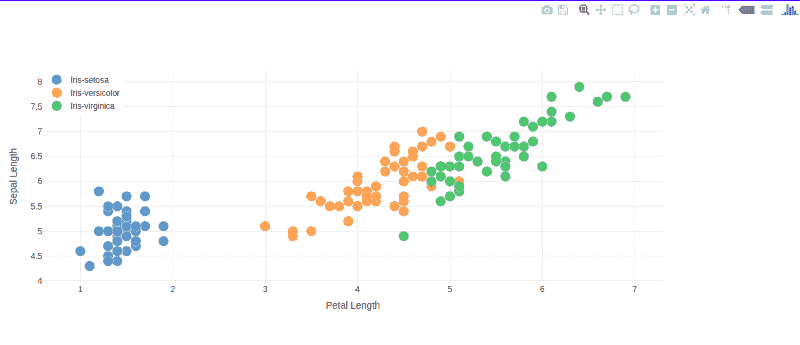 Iris-setosa
Iris-versicolor
Iris-virginica
Sepal Length
8
7.5
7
6.5
6
5.5
5
4.5
4
1 2 3 4 5 6 7
Petal Length